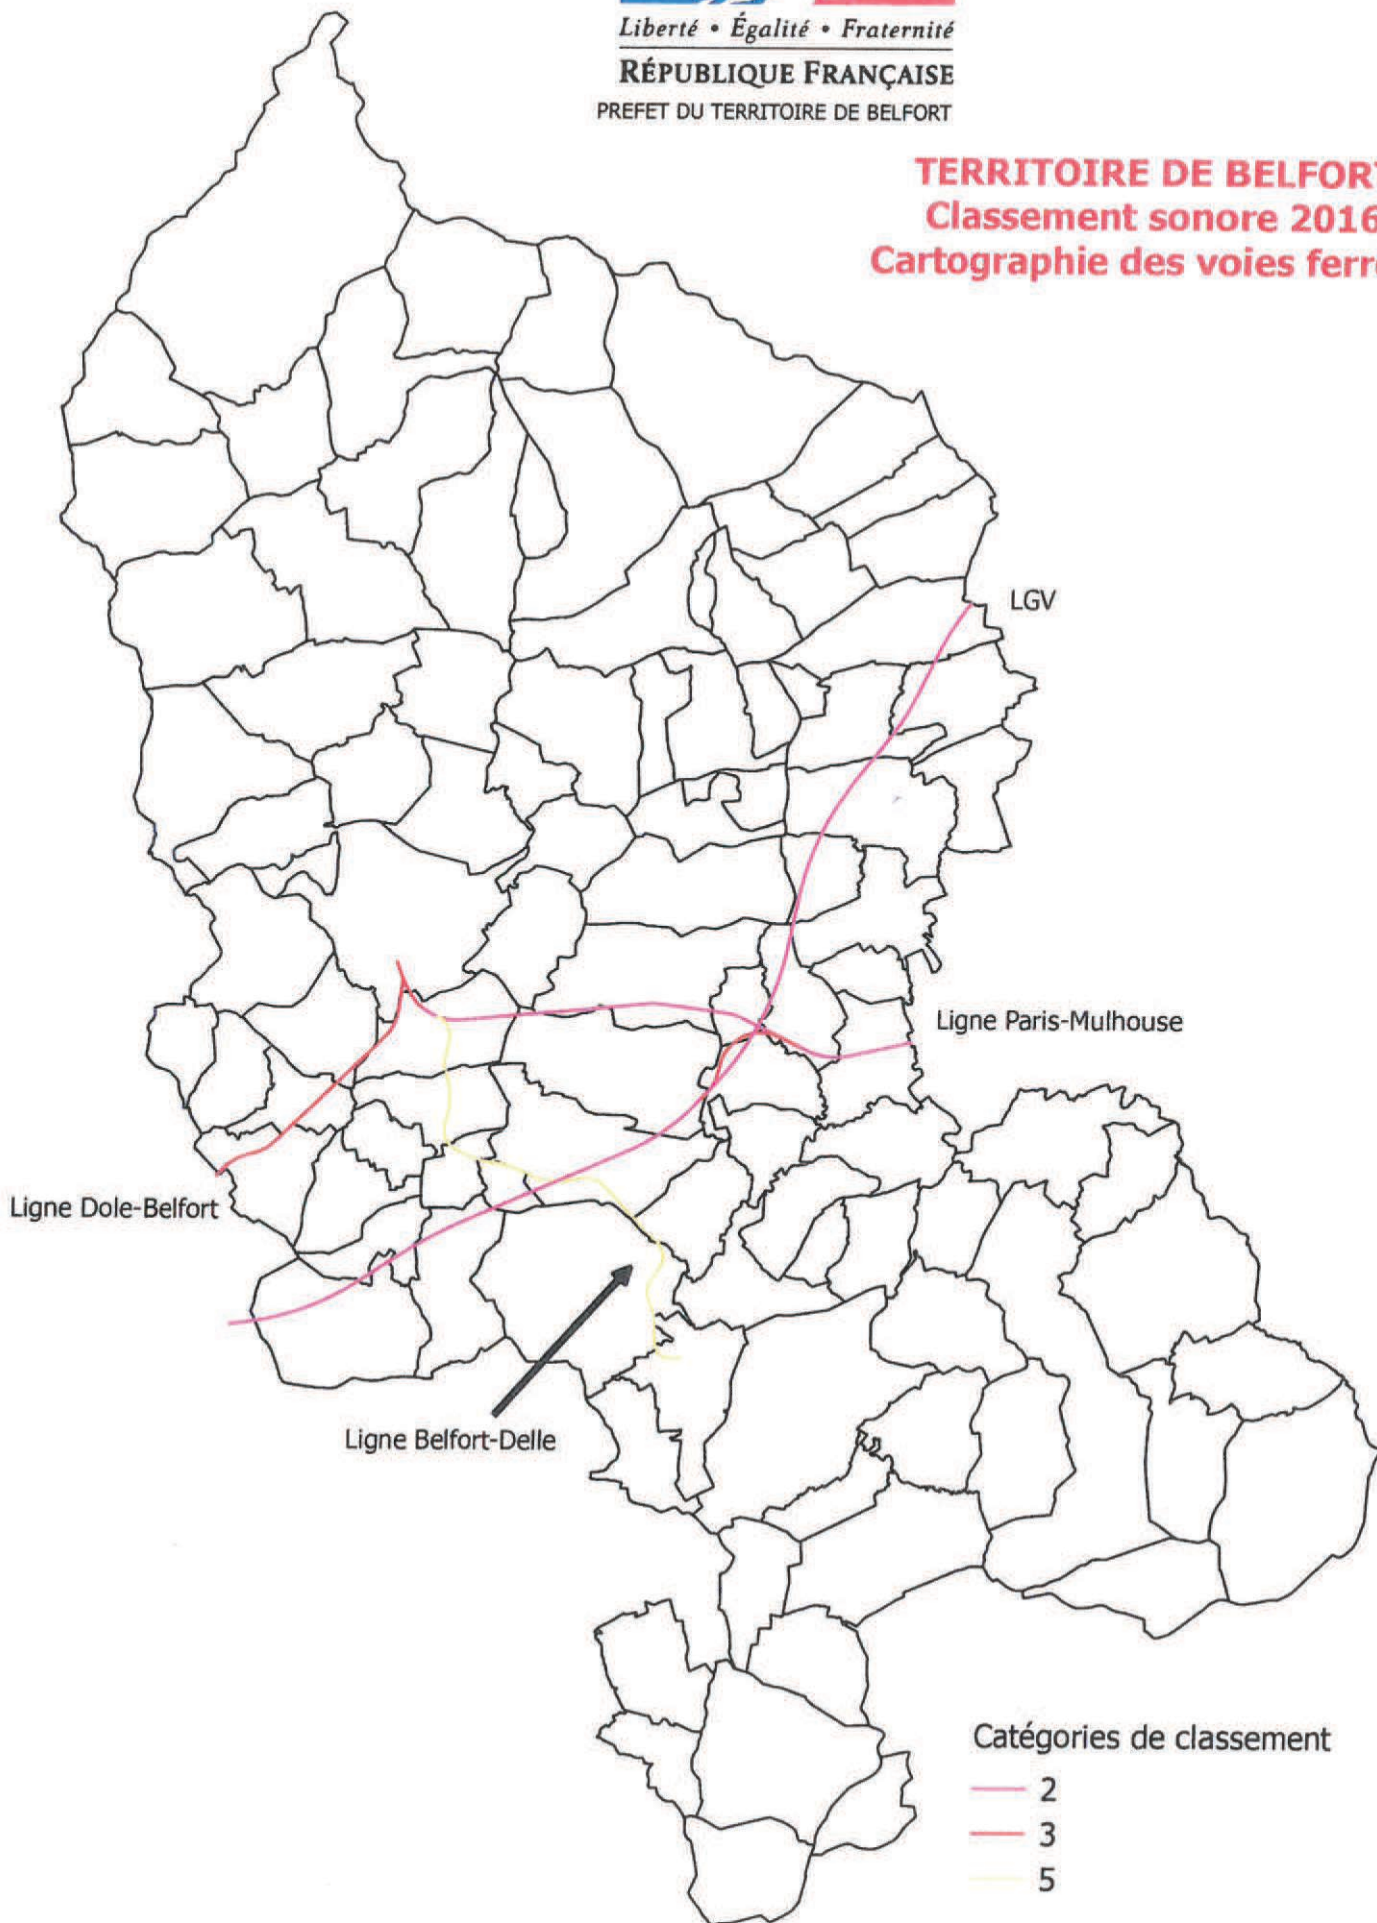 Liberté • Égalité • Fraternité
RÉPUBLIQUE FRANÇAISE
PREFET DU TERRITOIRE DE BELFORT
TERRITOIRE DE BELFORT
Classement sonore 2016
Cartographie des voies ferr
LGV
Ligne Paris-Mulhouse
Ligne Dole-Belfort
Ligne Belfort-Delle
Catégories de classement
2
3
5